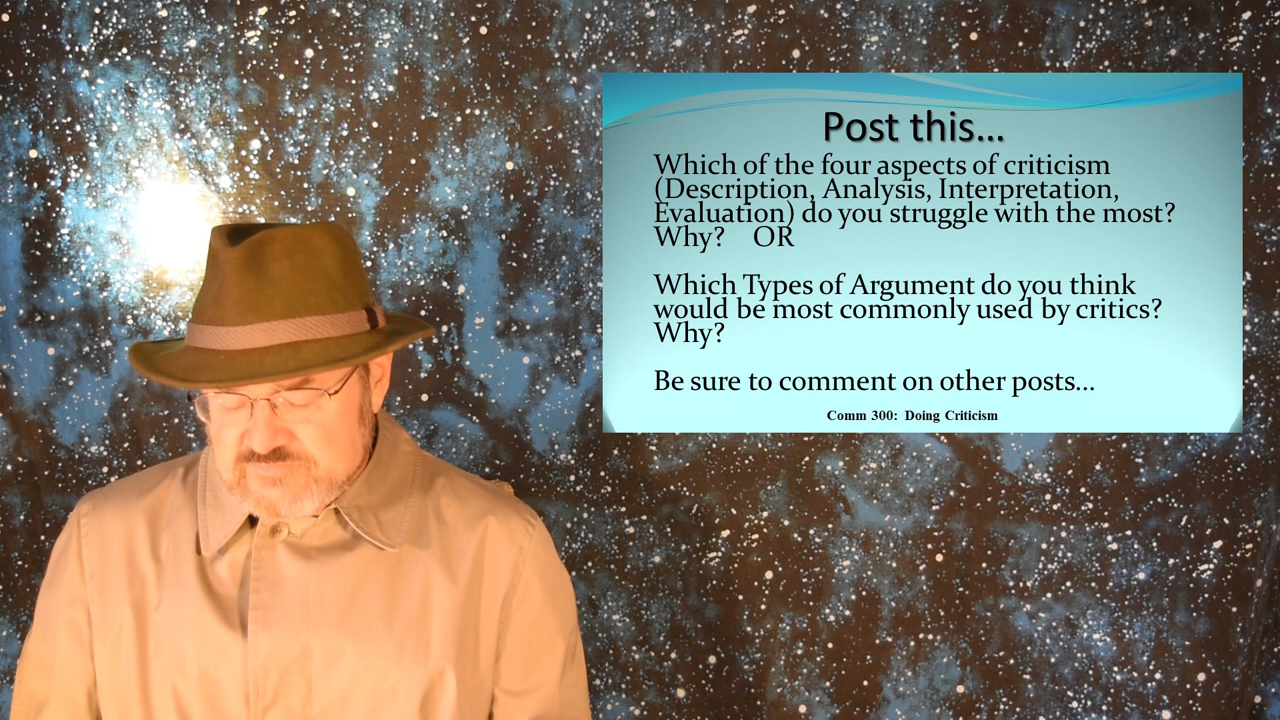 Post this...
Which of the four aspects of criticism
(Description, Analysis, Interpretation,
Evaluation) do you struggle with the most?
Why? OR
Which Types of Argument do you think
would be most commonly used by critics?
Why?
Be sure to comment on other posts...
Comm 300: Doing Criticism